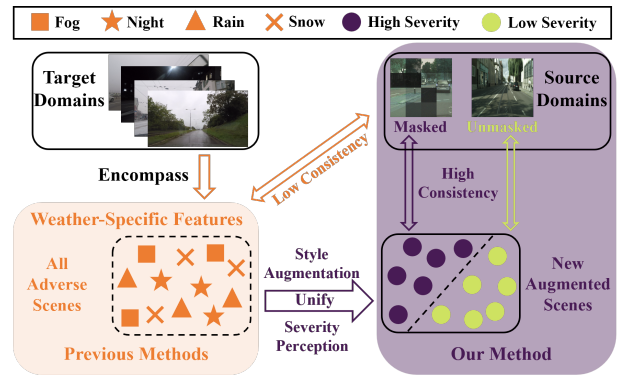 Fog Night Rain Snow High Severity Low Severity
Target
Domains
Source
Domains
Masked
Unmasked
Encompass
Low Consistency
High
Consistency
Weather-Specific Features
All
Adverse
Scenes
Previous Methods
Style
Augmentation
Unify
Severity
Perception
New
Augmented
Scenes
Our Method